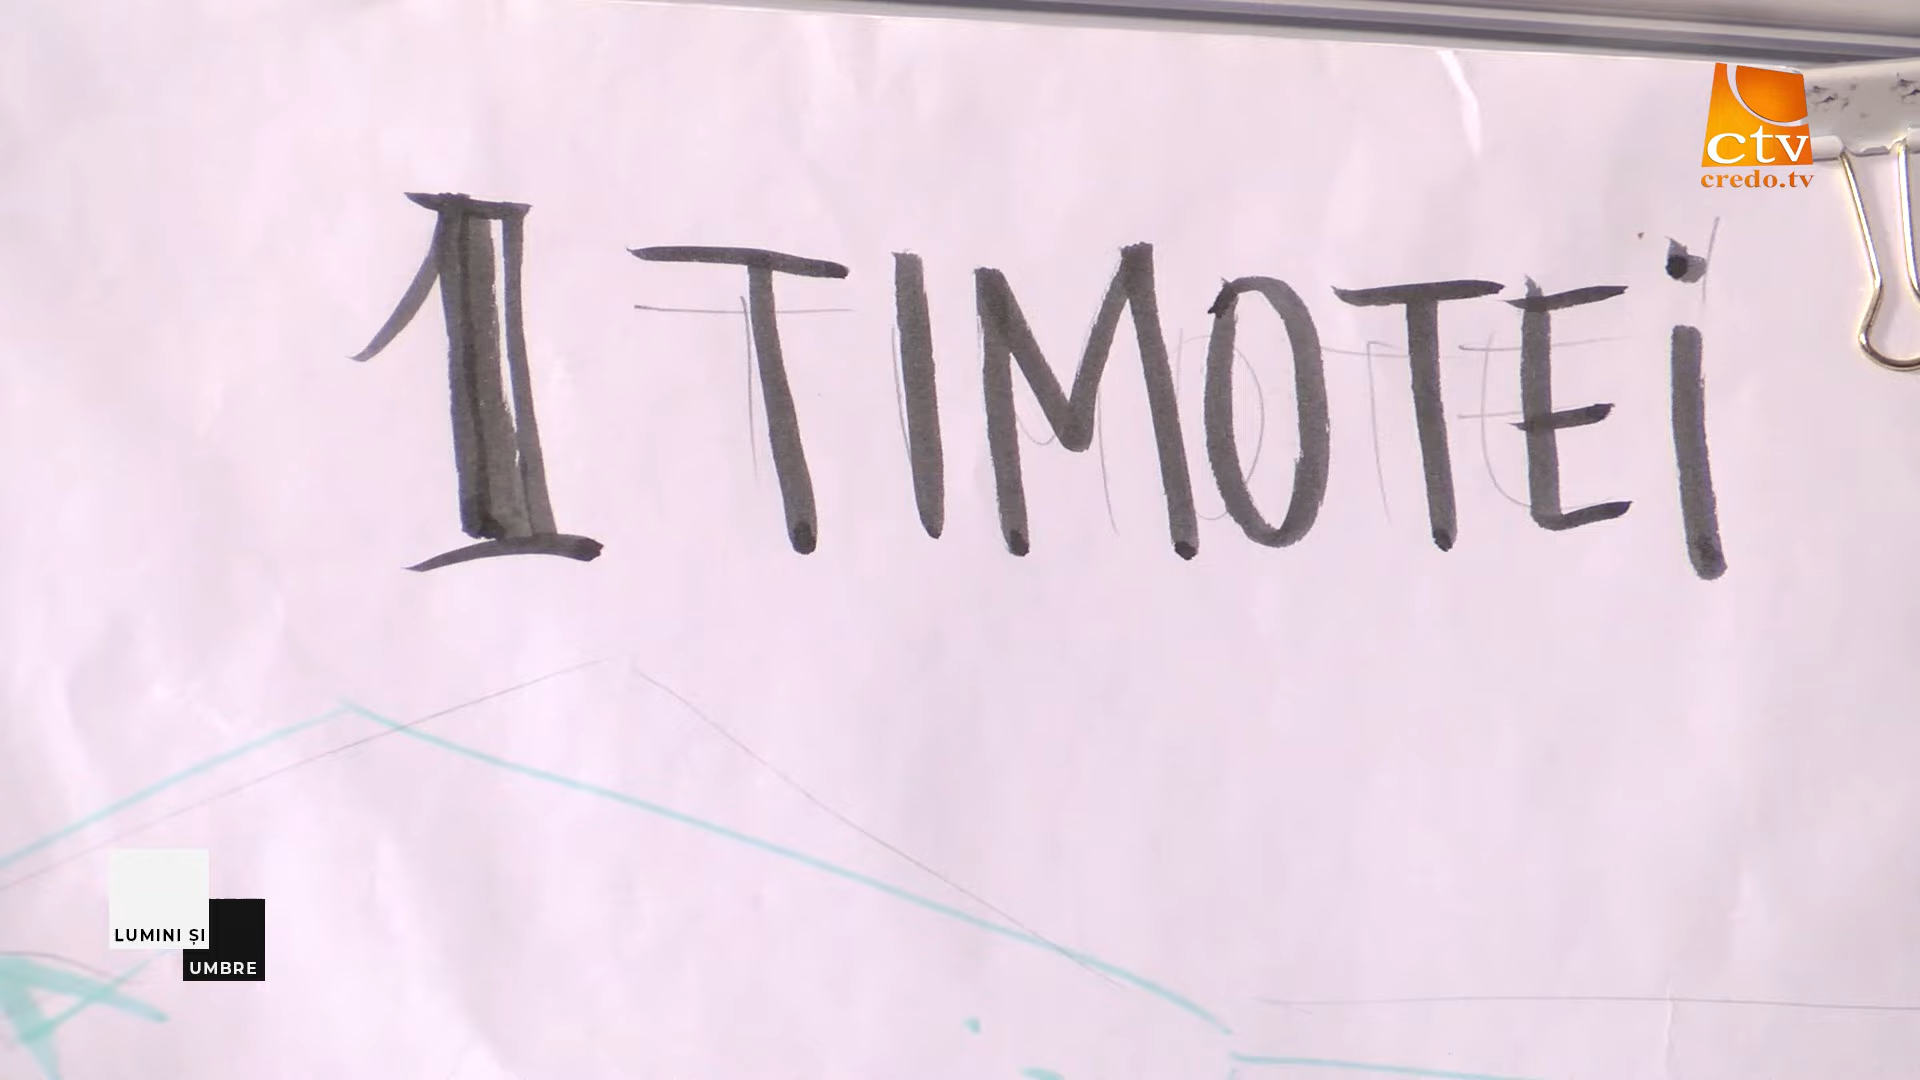 ctv
credo.tv
1 TIMOTEi
LUMINI ȘI
UMBRE